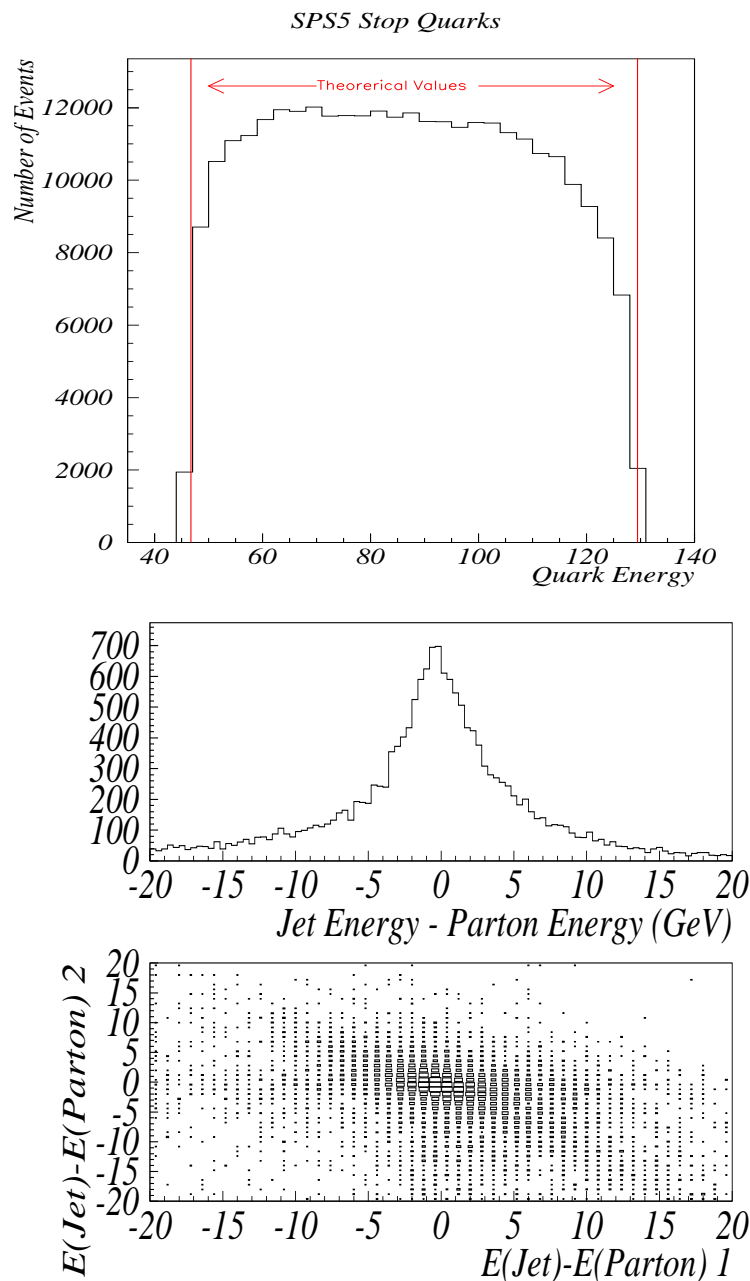 SPS5 Stop Quarks
Number of Events
Theorerical Values
12000
10000
8000
6000
4000
2000
0
40 60 80 100 120 140
Quark Energy
700
600
500
400
300
200
100
0
-20 -15 -10 -5 0 5 10 15 20
Jet Energy - Parton Energy (GeV)
E(Jet)-E(Parton) 2
20
15
10
5
0
-5
-10
-15
-20
-20 -15 -10 -5 0 5 10 15 20
E(Jet)-E(Parton) 1